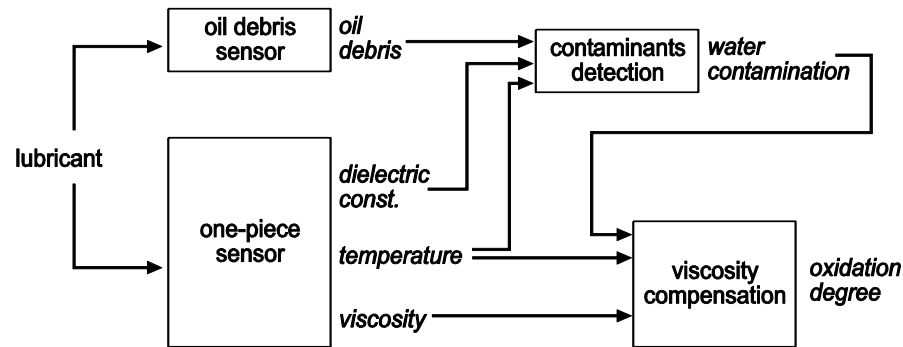 oil debris
sensor
oil
debris
contaminants
detection
water
contamination
lubricant
one-piece
sensor
dielectric
const.
temperature
viscosity
viscosity
compensation
oxidation
degree